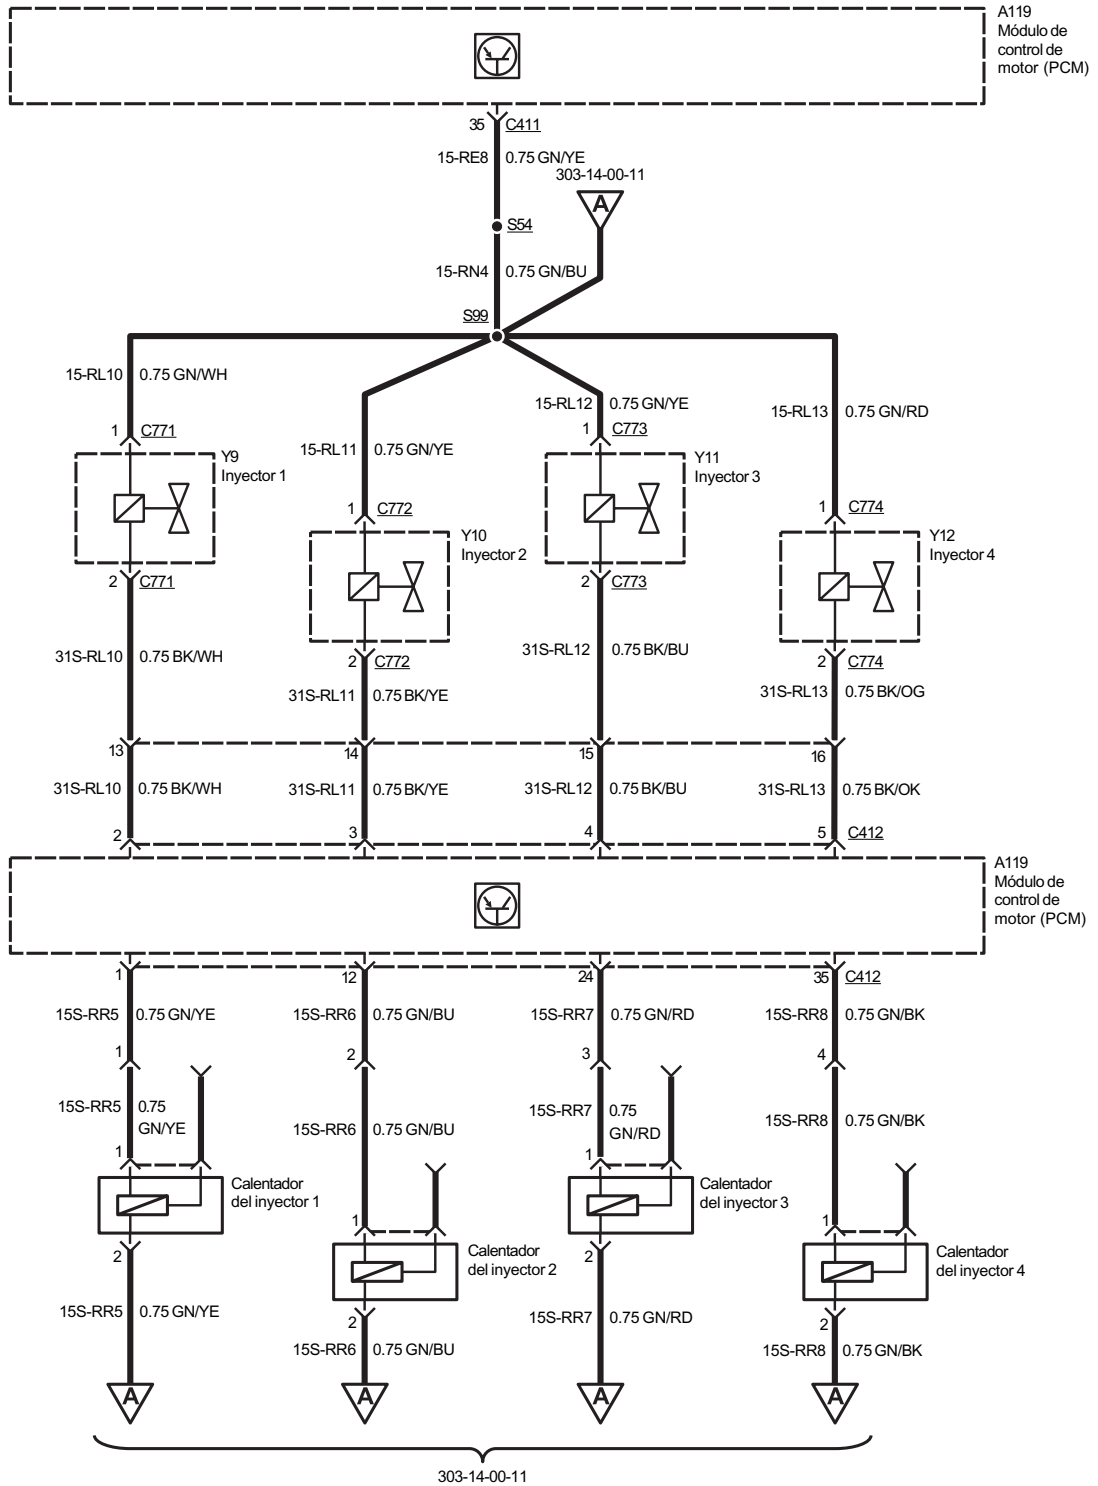 A119
Módulo de
control de
motor (PCM)
35 C411
15-RE8 0.75 GN/YE
303-14-00-11
A
S54
15-RN4 0.75 GN/BU
S99
15-RL10 0.75 GN/WH
15-RL12 0.75 GN/YE
15-RL13 0.75 GN/RD
1 C771
1 C773
15-RL11 0.75 GN/YE
Y9
Inyector 1
Y11
Inyector 3
1 C772
1 C774
Y10
Inyector 2
Y12
Inyector 4
2 C771
2 C773
31S-RL10 0.75 BK/WH
31S-RL12 0.75 BK/BU
2 C772
2 C774
31S-RL11 0.75 BK/YE
31S-RL13 0.75 BK/OG
13 14 15 16
31S-RL10 0.75 BK/WH
31S-RL11 0.75 BK/YE
31S-RL12 0.75 BK/BU
31S-RL13 0.75 BK/OK
2 3 4 5 C412
A119
Módulo de
control de
motor (PCM)
1 12 24 35 C412
15S-RR5 0.75 GN/YE
15S-RR6 0.75 GN/BU
15S-RR7 0.75 GN/RD
15S-RR8 0.75 GN/BK
1 2 3 4
15S-RR5 0.75
GN/YE
15S-RR6 0.75 GN/BU
15S-RR7 0.75
GN/RD
15S-RR8 0.75 GN/BK
1
1
Calentador
del inyector 1
Calentador
del inyector 3
1
1
2
2
Calentador
del inyector 2
Calentador
del inyector 4
15S-RR5 0.75 GN/YE
15S-RR7 0.75 GN/RD
2
2
15S-RR6 0.75 GN/BU
15S-RR8 0.75 GN/BK
A A A A
303-14-00-11